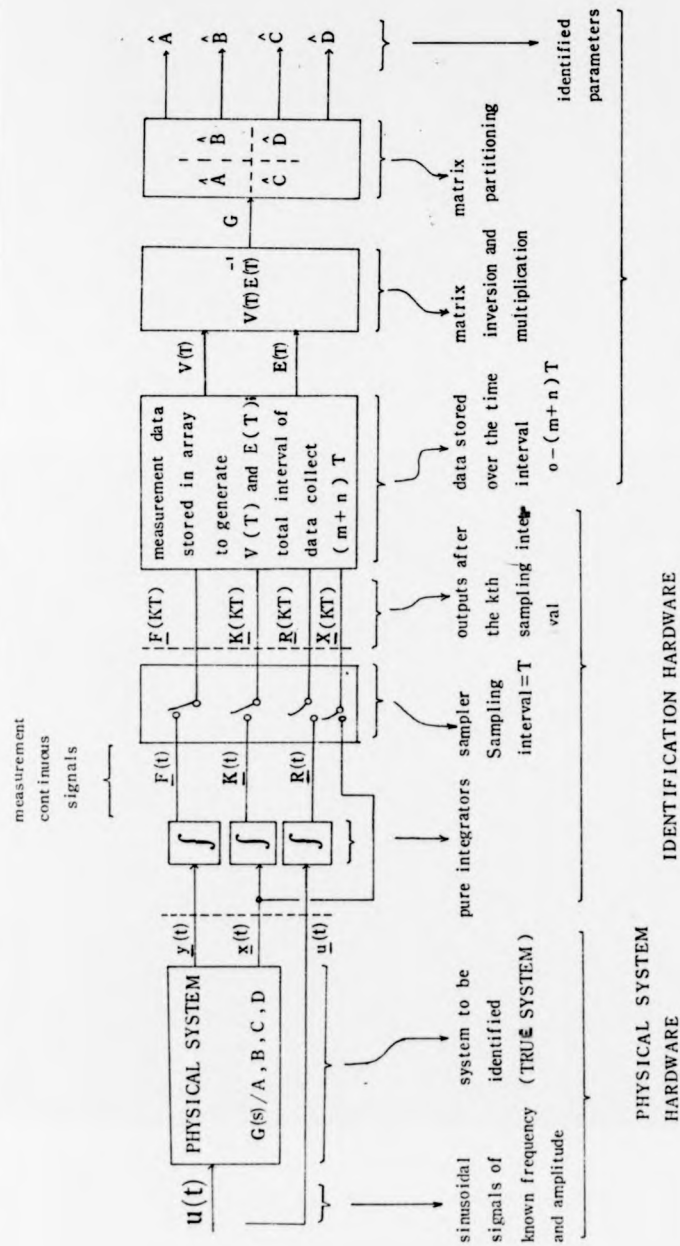 measurement
continuous
signals
u(t)
PHYSICAL SYSTEM
G(s)/A, B, C, D
y(t)
x(t)
u(t)
∫
∫
∫
F(t)
K(t)
R(t)
F(KT)
K(KT)
R(KT)
X(KT)
measurement data
stored in array
to generate
V(T) and E(T);
total interval of
data collect
(m+n) T
V(T)
E(T)
V(T)E(T)⁻¹
G
Â B̂
Ĉ D̂
Â
B̂
Ĉ
D̂
sinusoidal
signals of
known frequency
and amplitude
system to be
identified
(TRUE SYSTEM)
pure integrators
sampler
Sampling
interval=T
outputs after
the kth
sampling inter
val
data stored
over the time
interval
o-(m+n)T
matrix
inversion and
multiplication
matrix
partitioning
identified
parameters
PHYSICAL SYSTEM
HARDWARE
IDENTIFICATION HARDWARE